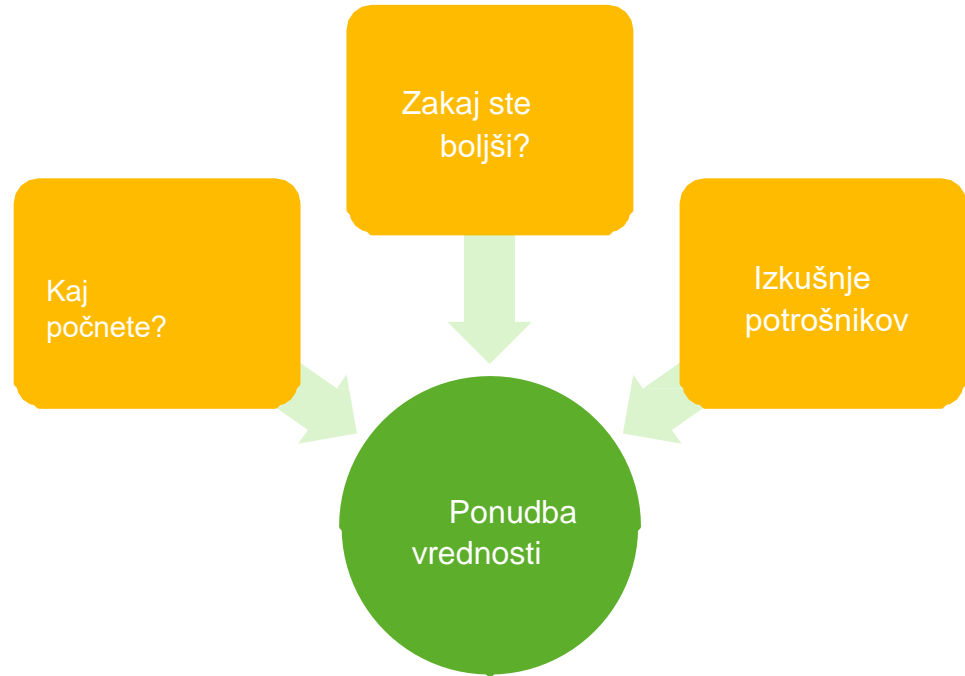 Zakaj ste
boljši?
Kaj
počnete?
Izkušnje
potrošnikov
Ponudba
vrednosti